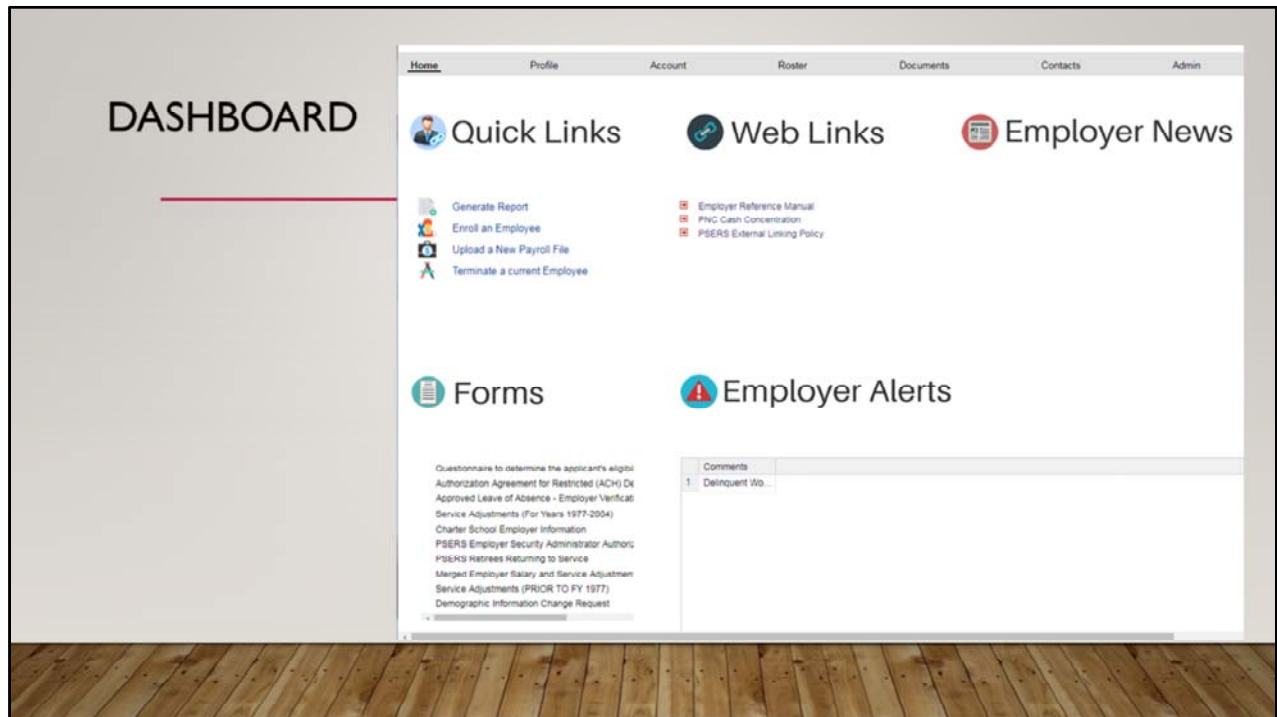 DASHBOARD
Home Profile Account Roster Documents Contacts Admin
Quick Links
Generate Report
Enroll an Employee
Upload a New Payroll File
Terminate a current Employee
Web Links
Employer Reference Manual
PNC Cash Concentration
PSERS External Linking Policy
Employer News
Forms
Questionnaire to determine the applicant's eligibi
Authorization Agreement for Restricted (ACH) De
Approved Leave of Absence - Employer Verificati
Service Adjustments (For Years 1977-2004)
Charter School Employer Information
PSERS Employer Security Administrator Authoriz
PSERS Retirees Returning to Service
Merged Employer Salary and Service Adjustmen
Service Adjustments (PRIOR TO FY 1977)
Demographic Information Change Request
Employer Alerts
Comments
1 Delinquent Wo...